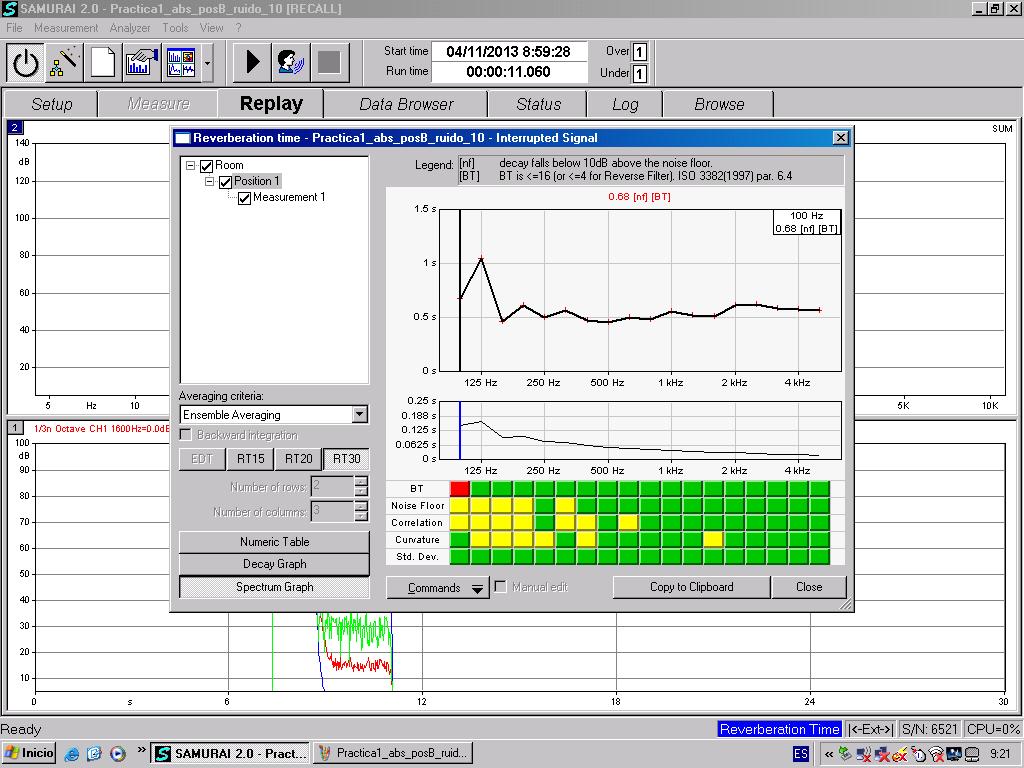 SAMURAI 2.0 - Practica1_abs_posB_ruido_10 [RECALL]
File Measurement Analyzer Tools View ?
Start time 04/11/2013 8:59:28 Over 1
Run time 00:00:11.060 Under 1
Setup Measure Replay Data Browser Status Log Browse
2 SUM
140
dB
120
100
80
60
40
20
5 Hz 10 5K 10K
Reverberation time - Practica1_abs_posB_ruido_10 - Interrupted Signal
Room
Position 1
Measurement 1
Legend: [nf] decay falls below 10dB above the noise floor.
[BT] BT is <=16 (or <=4 for Reverse Filter). ISO 3382(1997) par. 6.4
0.68 [nf] [BT]
1.5 s
100 Hz
0.68 [nf] [BT]
1 s
0.5 s
0 s
125 Hz 250 Hz 500 Hz 1 kHz 2 kHz 4 kHz
Averaging criteria:
Ensemble Averaging
Backward integration
EDT RT15 RT20 RT30
Number of rows: 2
Number of columns: 3
Numeric Table
Decay Graph
Spectrum Graph
0.25 s
0.188 s
0.125 s
0.0625 s
0 s
125 Hz 250 Hz 500 Hz 1 kHz 2 kHz 4 kHz
BT
Noise Floor
Correlation
Curvature
Std. Dev.
Commands Manual edit Copy to Clipboard Close
1 1/3n Octave CH1 1600Hz=0.0dB
100
dB
90
80
70
60
50
40
30
20
10
0 s 6 12 18 24 30
Ready Reverberation Time |<-Ext->| S/N: 6521 CPU=0%
Inicio » SAMURAI 2.0 - Pract... Practica1_abs_posB_ruid... ES « 9:21